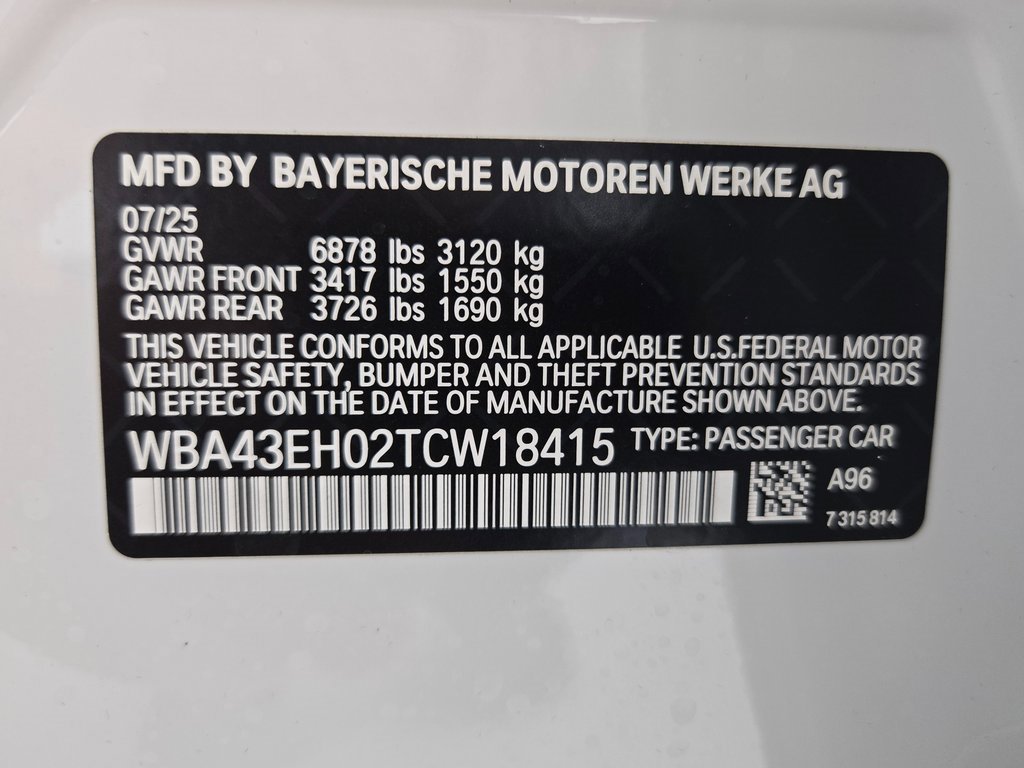 MFD BY BAYERISCHE MOTOREN WERKE AG
07/25
GVWR 6878 lbs 3120 kg
GAWR FRONT 3417 lbs 1550 kg
GAWR REAR 3726 lbs 1690 kg
THIS VEHICLE CONFORMS TO ALL APPLICABLE U.S.FEDERAL MOTOR
VEHICLE SAFETY, BUMPER AND THEFT PREVENTION STANDARDS
IN EFFECT ON THE DATE OF MANUFACTURE SHOWN ABOVE.
WBA43EH02TCW18415 TYPE: PASSENGER CAR
A96
7 315 814